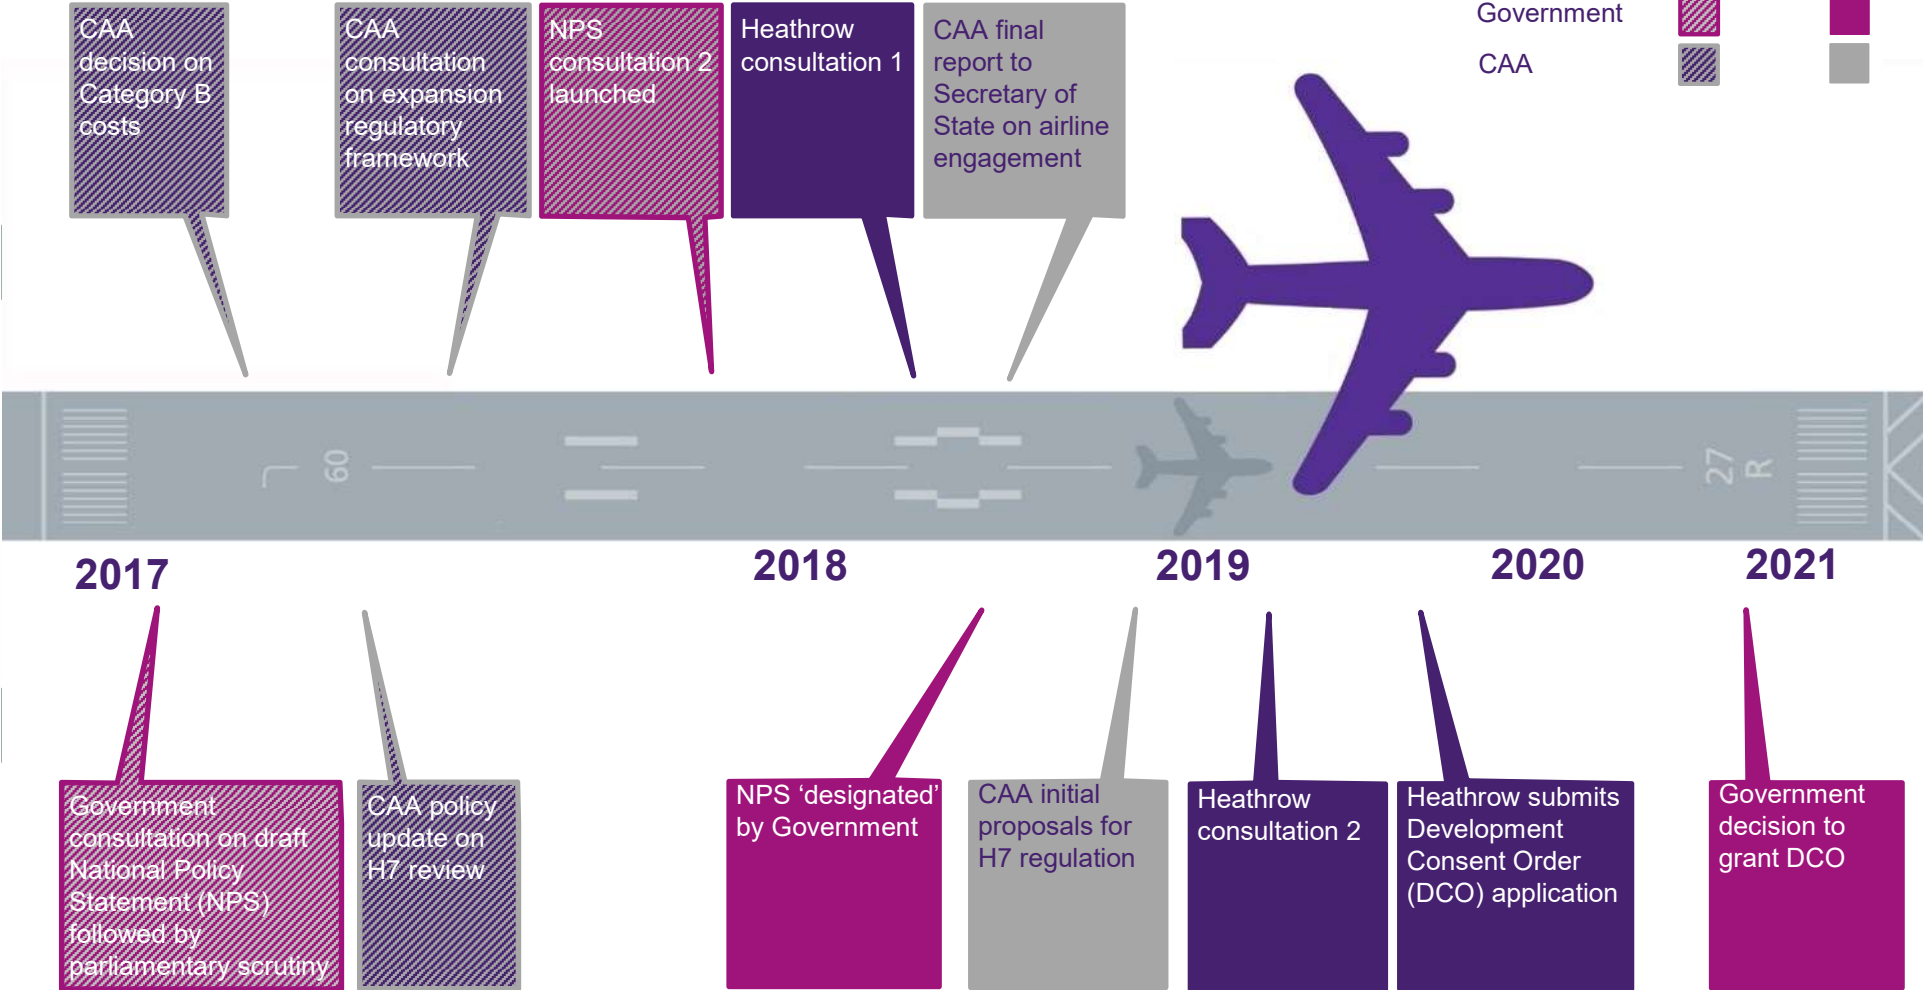 CAA
decision on
Category B
costs
CAA
consultation
on expansion
regulatory
framework
NPS
consultation 2
launched
Heathrow
consultation 1
CAA final
report to
Secretary of
State on airline
engagement
Government
CAA
L
09
27
R
2017
2018
2019
2020
2021
Government
consultation on draft
National Policy
Statement (NPS)
followed by
parliamentary scrutiny
CAA policy
update on
H7 review
NPS ‘designated’
by Government
CAA initial
proposals for
H7 regulation
Heathrow
consultation 2
Heathrow submits
Development
Consent Order
(DCO) application
Government
decision to
grant DCO